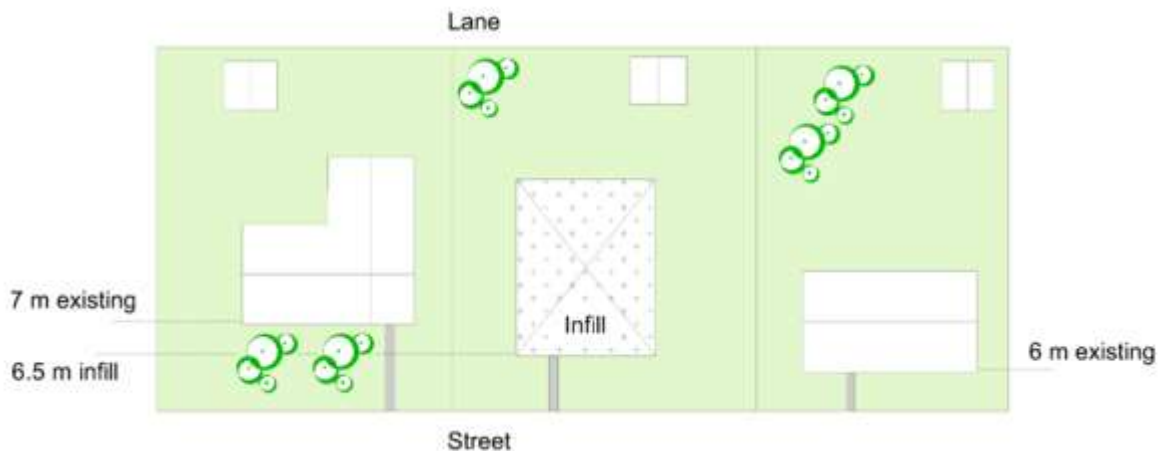 Lane
7 m existing
Infill
6 m existing
6.5 m infill
Street